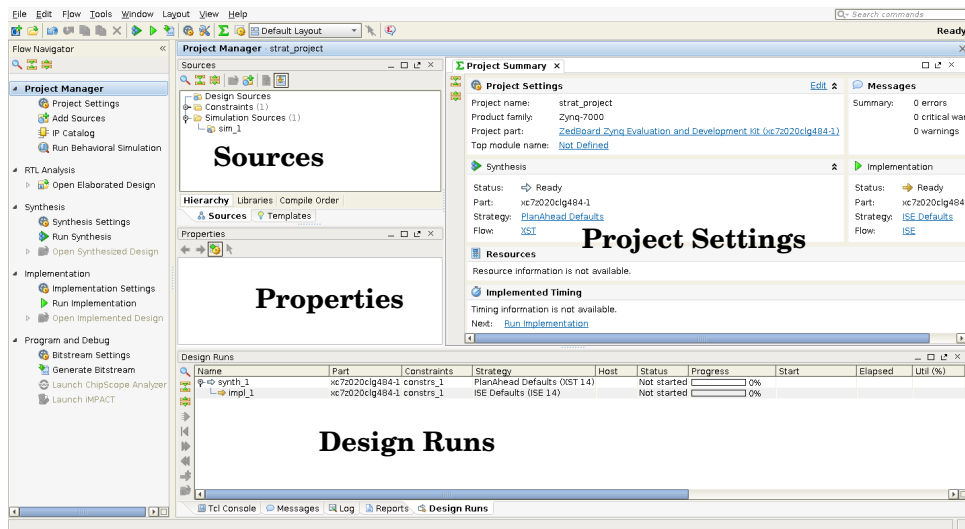 File Edit Flow Tools Window Layout View Help
Search commands
Default Layout
Ready
Flow Navigator
Project Manager
Project Settings
Add Sources
IP Catalog
Run Behavioral Simulation
RTL Analysis
Open Elaborated Design
Synthesis
Synthesis Settings
Run Synthesis
Open Synthesized Design
Implementation
Implementation Settings
Run Implementation
Open Implemented Design
Program and Debug
Bitstream Settings
Generate Bitstream
Launch ChipScope Analyzer
Launch iMPACT
Project Manager - strat_project
Sources
Design Sources
Constraints (1)
Simulation Sources (1)
sim_1
Sources
Hierarchy Libraries Compile Order
Sources Templates
Properties
Properties
Project Summary
Project Settings Edit
Project name: strat_project
Product family: Zynq-7000
Project part: ZedBoard Zynq Evaluation and Development Kit (xc7z020clg484-1)
Top module name: Not Defined
Messages
Summary: 0 errors
0 critical war
0 warnings
Synthesis
Status: Ready
Part: xc7z020clg484-1
Strategy: PlanAhead Defaults
Flow: XST
Implementation
Status: Ready
Part: xc7z020clg484
Strategy: ISE Defaults
Flow: ISE
Project Settings
Resources
Resource information is not available.
Implemented Timing
Timing information is not available.
Next: Run Implementation
Design Runs
Name Part Constraints Strategy Host Status Progress Start Elapsed Util (%)
synth_1 xc7z020clg484-1 constrs_1 PlanAhead Defaults (XST 14) Not started 0%
impl_1 xc7z020clg484-1 constrs_1 ISE Defaults (ISE 14) Not started 0%
Design Runs
Tcl Console Messages Log Reports Design Runs